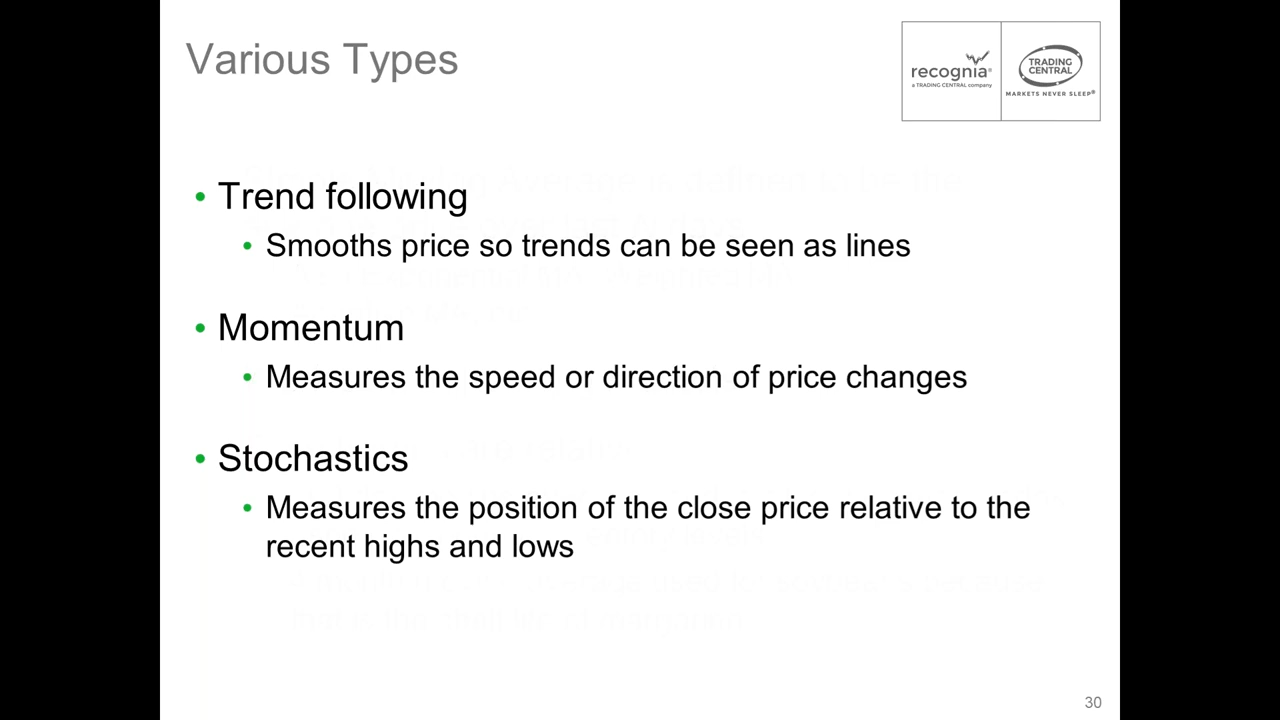 Various Types
recognia®
a TRADING CENTRAL company
TRADING
CENTRAL
MARKETS NEVER SLEEP®
• Trend following
• Smooths price so trends can be seen as lines
• Momentum
• Measures the speed or direction of price changes
• Stochastics
• Measures the position of the close price relative to the
recent highs and lows
30